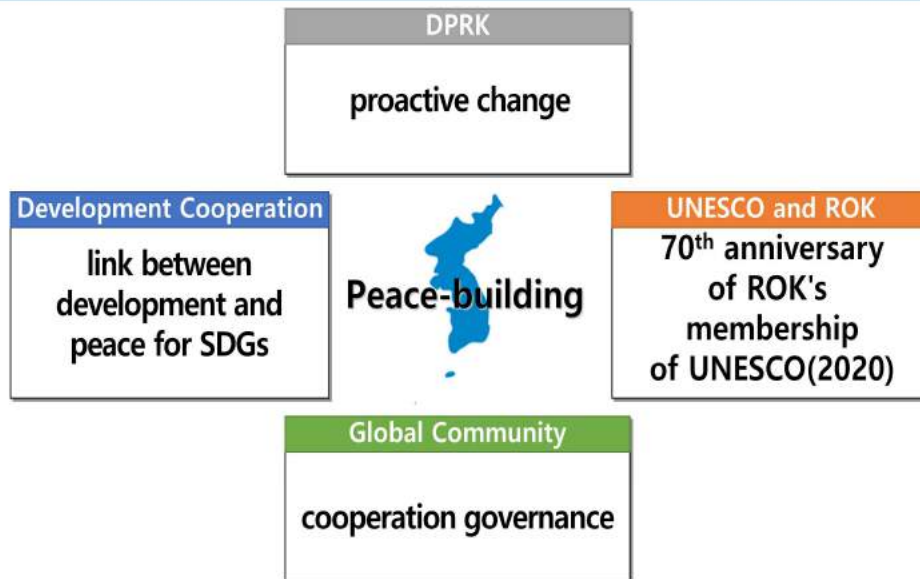 DPRK
proactive change
Development Cooperation
link between
development and
peace for SDGs
Peace-building
UNESCO and ROK
70th anniversary
of ROK's
membership
of UNESCO(2020)
Global Community
cooperation governance